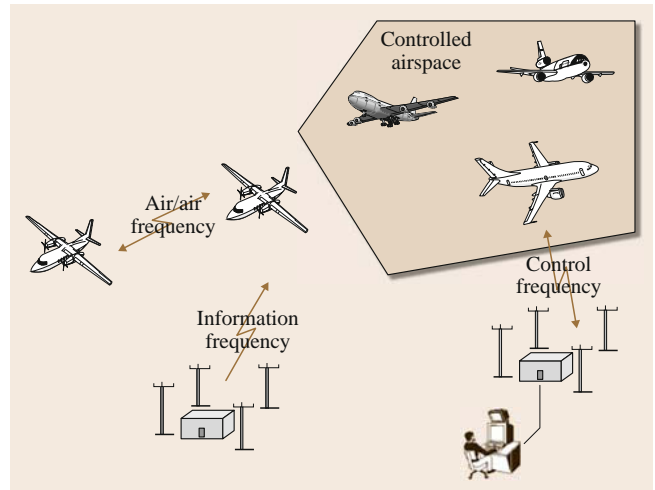 Controlled
airspace
Air/air
frequency
Control
frequency
Information
frequency